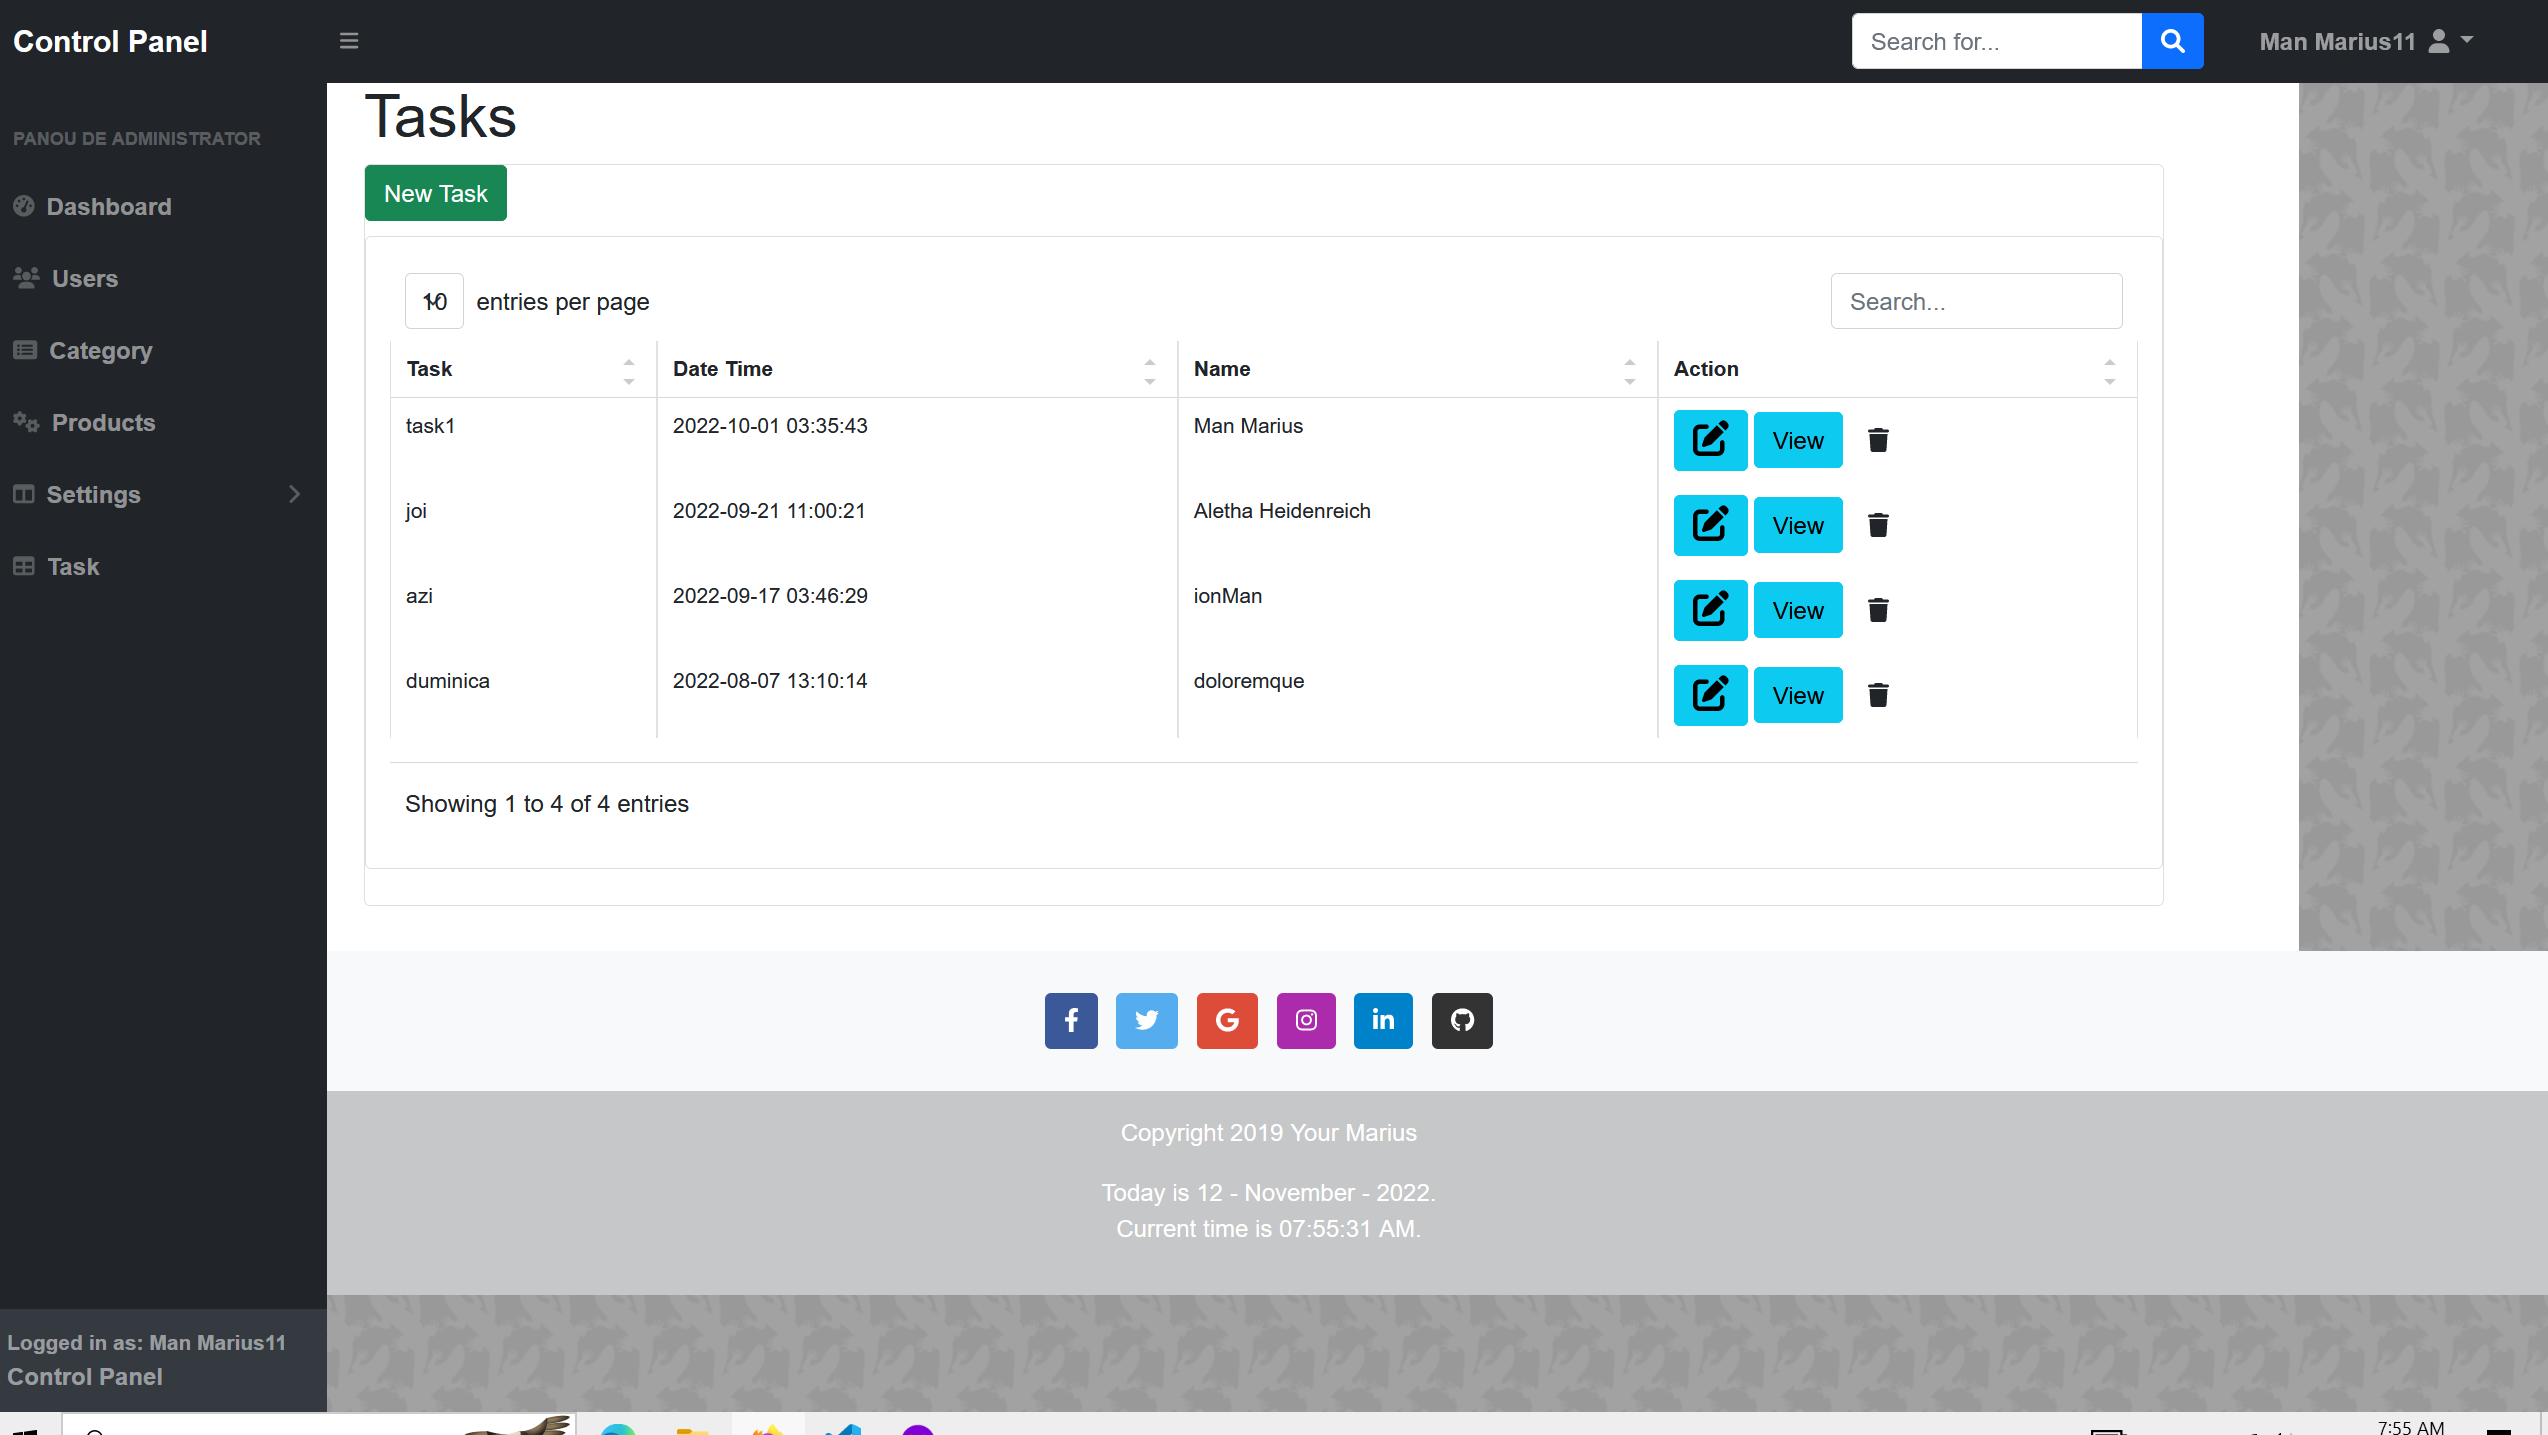 Control Panel
Search for...
Man Marius11
PANOU DE ADMINISTRATOR
Dashboard
Users
Category
Products
Settings
Task
Logged in as: Man Marius11
Control Panel
Tasks
New Task
10 entries per page
Search...
Task Date Time Name Action
task1 2022-10-01 03:35:43 Man Marius View
joi 2022-09-21 11:00:21 Aletha Heidenreich View
azi 2022-09-17 03:46:29 ionMan View
duminica 2022-08-07 13:10:14 doloremque View
Showing 1 to 4 of 4 entries
Copyright 2019 Your Marius
Today is 12 - November - 2022.
Current time is 07:55:31 AM.
7:55 AM